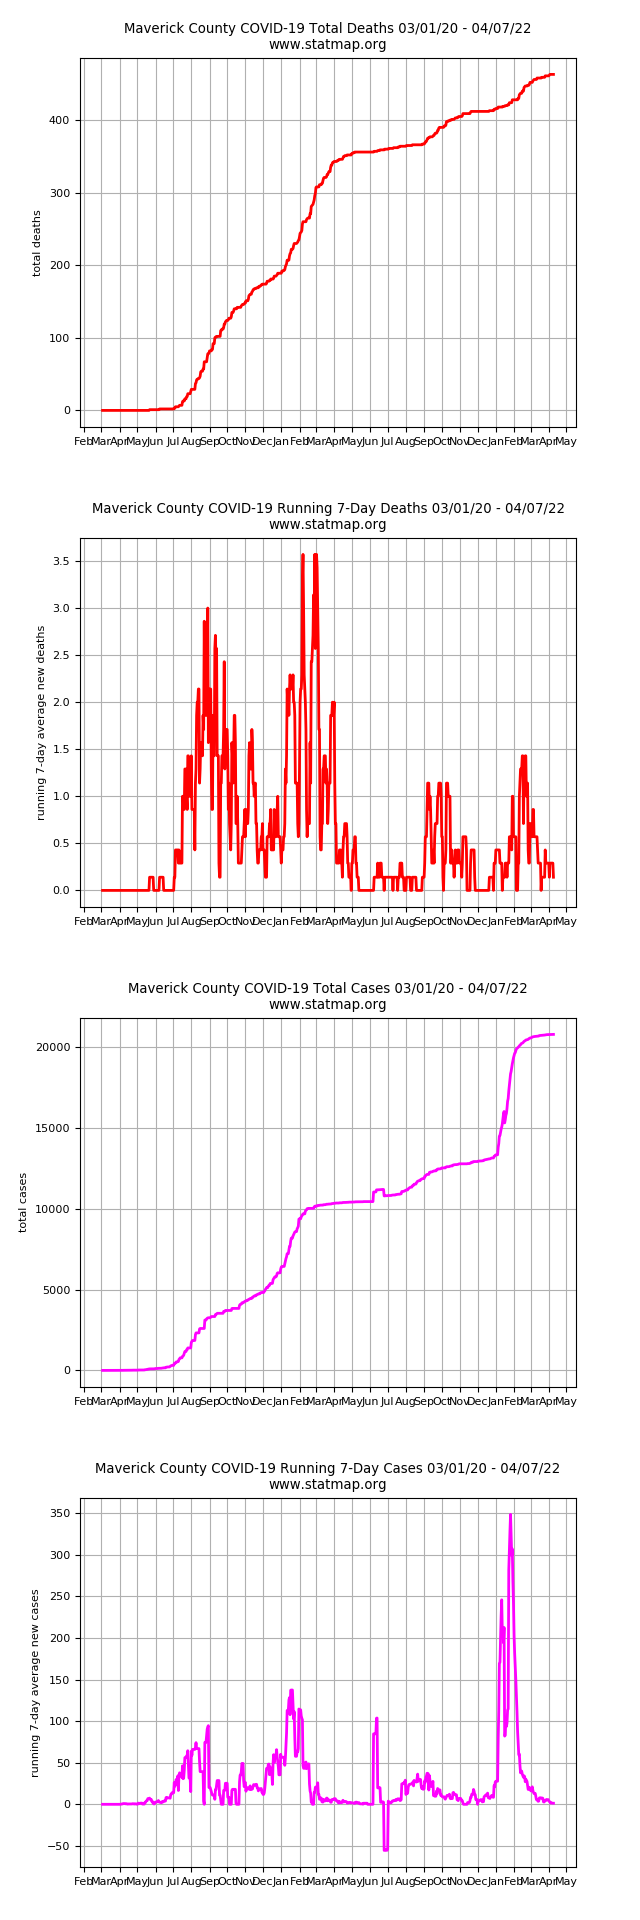 Maverick County COVID-19 Total Deaths 03/01/20 - 04/07/22
www.statmap.org
total deaths
400
300
200
100
0
Feb Mar Apr May Jun Jul Aug Sep Oct Nov Dec Jan Feb Mar Apr May Jun Jul Aug Sep Oct Nov Dec Jan Feb Mar Apr May
Maverick County COVID-19 Running 7-Day Deaths 03/01/20 - 04/07/22
www.statmap.org
running 7-day average new deaths
3.5
3.0
2.5
2.0
1.5
1.0
0.5
0.0
Feb Mar Apr May Jun Jul Aug Sep Oct Nov Dec Jan Feb Mar Apr May Jun Jul Aug Sep Oct Nov Dec Jan Feb Mar Apr May
Maverick County COVID-19 Total Cases 03/01/20 - 04/07/22
www.statmap.org
total cases
20000
15000
10000
5000
0
Feb Mar Apr May Jun Jul Aug Sep Oct Nov Dec Jan Feb Mar Apr May Jun Jul Aug Sep Oct Nov Dec Jan Feb Mar Apr May
Maverick County COVID-19 Running 7-Day Cases 03/01/20 - 04/07/22
www.statmap.org
running 7-day average new cases
350
300
250
200
150
100
50
0
−50
Feb Mar Apr May Jun Jul Aug Sep Oct Nov Dec Jan Feb Mar Apr May Jun Jul Aug Sep Oct Nov Dec Jan Feb Mar Apr May